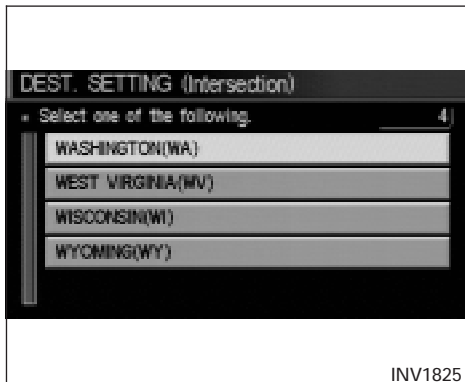 DEST. SETTING (Intersection)
Select one of the following. 4
WASHINGTON(WA)
WEST VIRGINIA(WV)
WISCONSIN(WI)
WYOMING(WY)
INV1825